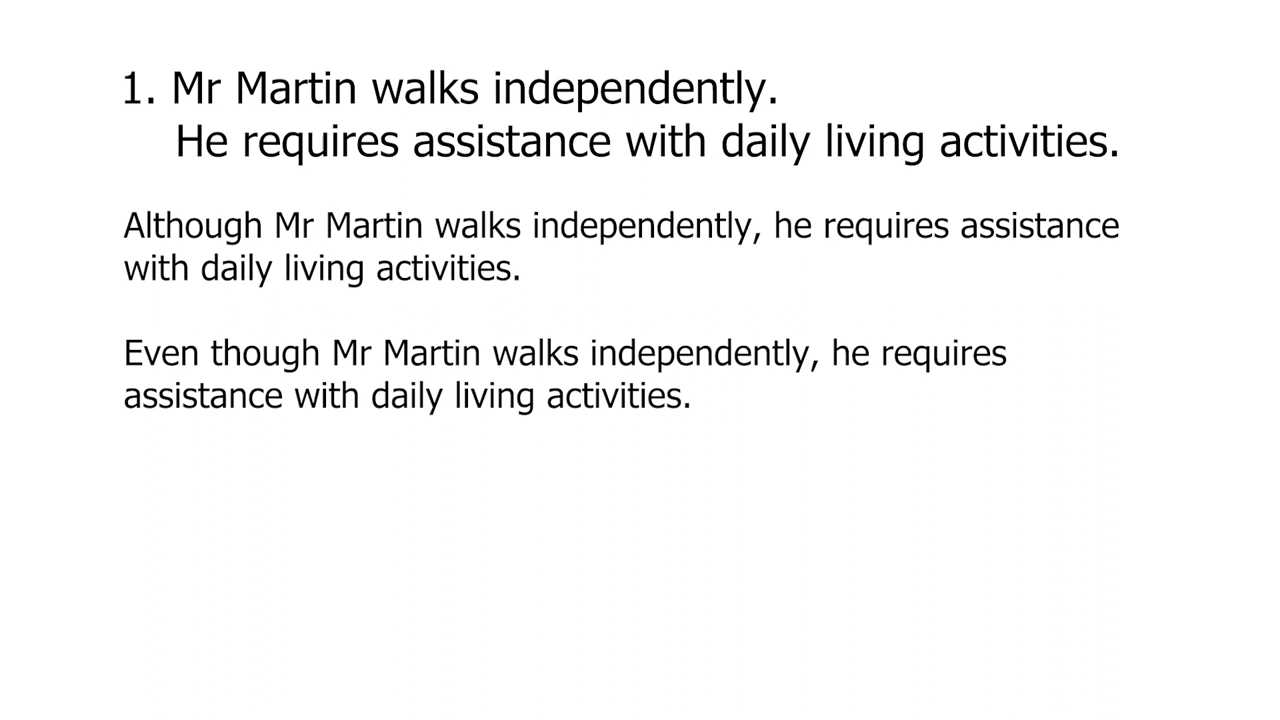 1. Mr Martin walks independently.
He requires assistance with daily living activities.
Although Mr Martin walks independently, he requires assistance
with daily living activities.
Even though Mr Martin walks independently, he requires
assistance with daily living activities.